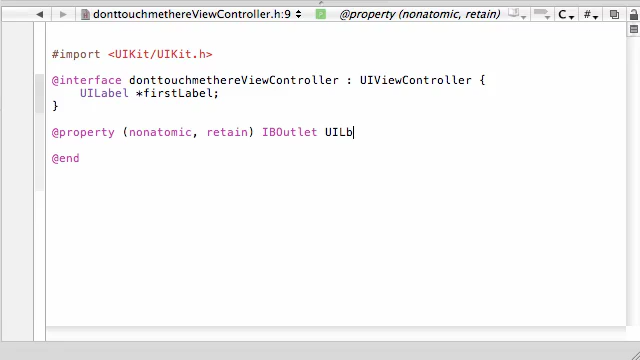 donttouchmethereViewController.h:9 @property (nonatomic, retain) C #
#import <UIKit/UIKit.h>
@interface donttouchmethereViewController : UIViewController {
UILabel *firstLabel;
}
@property (nonatomic, retain) IBOutlet UILb
@end